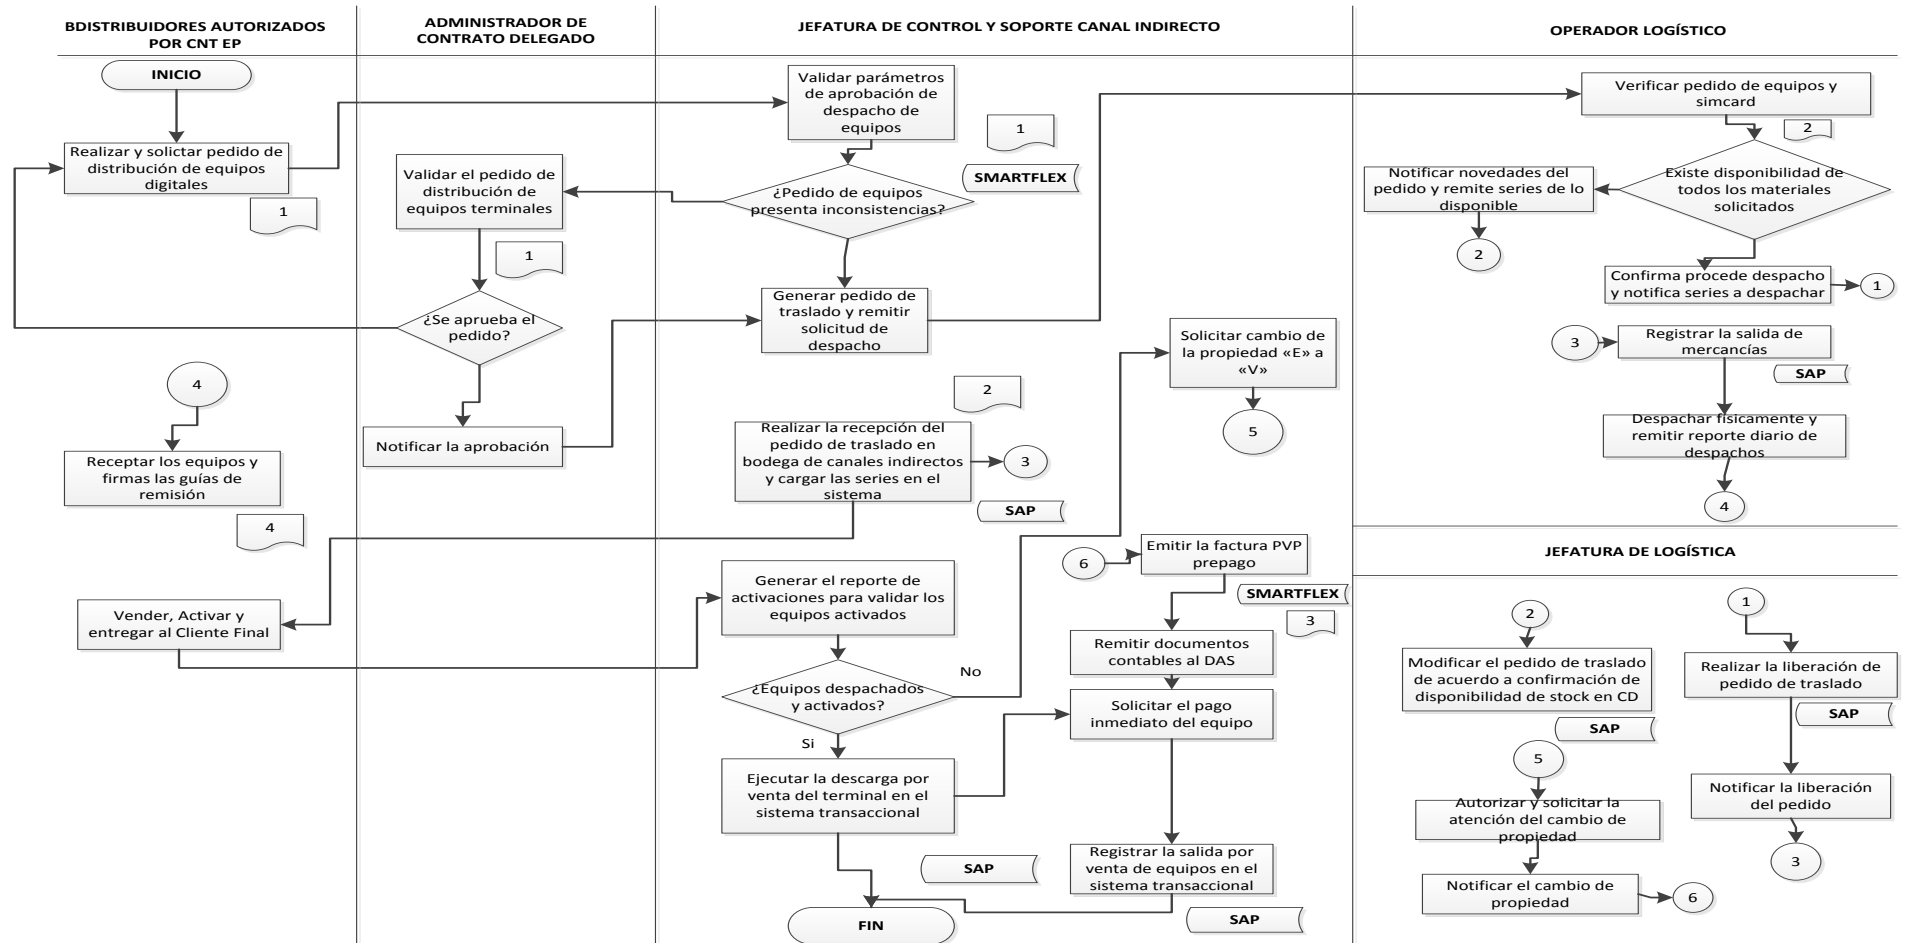 BDISTRIBUIDORES AUTORIZADOS
POR CNT EP
INICIO
Realizar y solictar pedido de
distribución de equipos
digitales
1
4
Receptar los equipos y
firmas las guías de
remisión
4
Vender, Activar y
entregar al Cliente Final
ADMINISTRADOR DE
CONTRATO DELEGADO
Validar el pedido de
distribución de
equipos terminales
1
¿Se aprueba el
pedido?
Notificar la aprobación
JEFATURA DE CONTROL Y SOPORTE CANAL INDIRECTO
Validar parámetros
de aprobación de
despacho de
equipos
1
SMARTFLEX
¿Pedido de equipos
presenta inconsistencias?
Generar pedido de
traslado y remitir
solicitud de
despacho
Solicitar cambio de
la propiedad «E» a
«V»
5
2
Realizar la recepción del
pedido de traslado en
bodega de canales indirectos
y cargar las series en el
sistema
3
SAP
Generar el reporte de
activaciones para validar los
equipos activados
¿Equipos despachados
y activados?
No
Si
Ejecutar la descarga por
venta del terminal en el
sistema transaccional
SAP
FIN
6
Emitir la factura PVP
prepago
SMARTFLEX
3
Remitir documentos
contables al DAS
Solicitar el pago
inmediato del equipo
Registrar la salida por
venta de equipos en el
sistema transaccional
SAP
OPERADOR LOGÍSTICO
Verificar pedido de equipos y
simcard
2
Existe disponibilidad de
todos los materiales
solicitados
Notificar novedades del
pedido y remite series de lo
disponible
2
Confirma procede despacho
y notifica series a despachar
1
3
Registrar la salida de
mercancías
SAP
Despachar físicamente y
remitir reporte diario de
despachos
4
JEFATURA DE LOGÍSTICA
2
Modificar el pedido de traslado
de acuerdo a confirmación de
disponibilidad de stock en CD
SAP
5
Autorizar y solicitar la
atención del cambio de
propiedad
Notificar el cambio de
propiedad
6
1
Realizar la liberación de
pedido de traslado
SAP
Notificar la liberación
del pedido
3